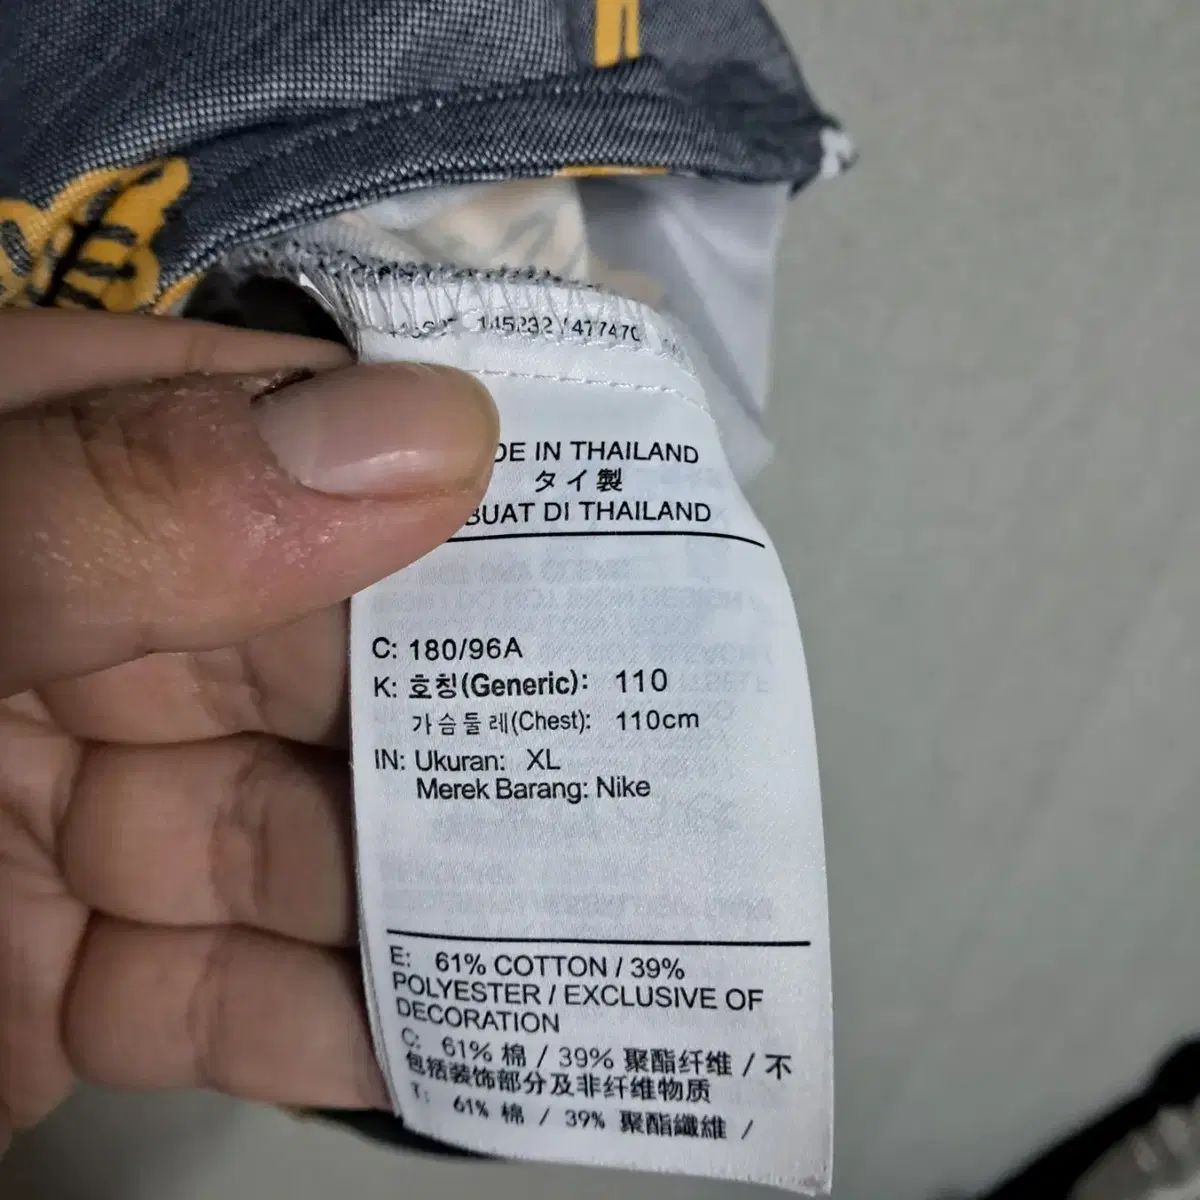 145232 / 477470
DE IN THAILAND
タイ製
BUAT DI THAILAND
C: 180/96A
K: 호칭(Generic): 110
가슴둘레(Chest): 110cm
IN: Ukuran: XL
Merek Barang: Nike
E: 61% COTTON / 39%
POLYESTER / EXCLUSIVE OF
DECORATION
C: 61% 棉 / 39% 聚酯纤维 / 不
包括装饰部分及非纤维物质
T: 61% 棉 / 39% 聚酯纖維 /